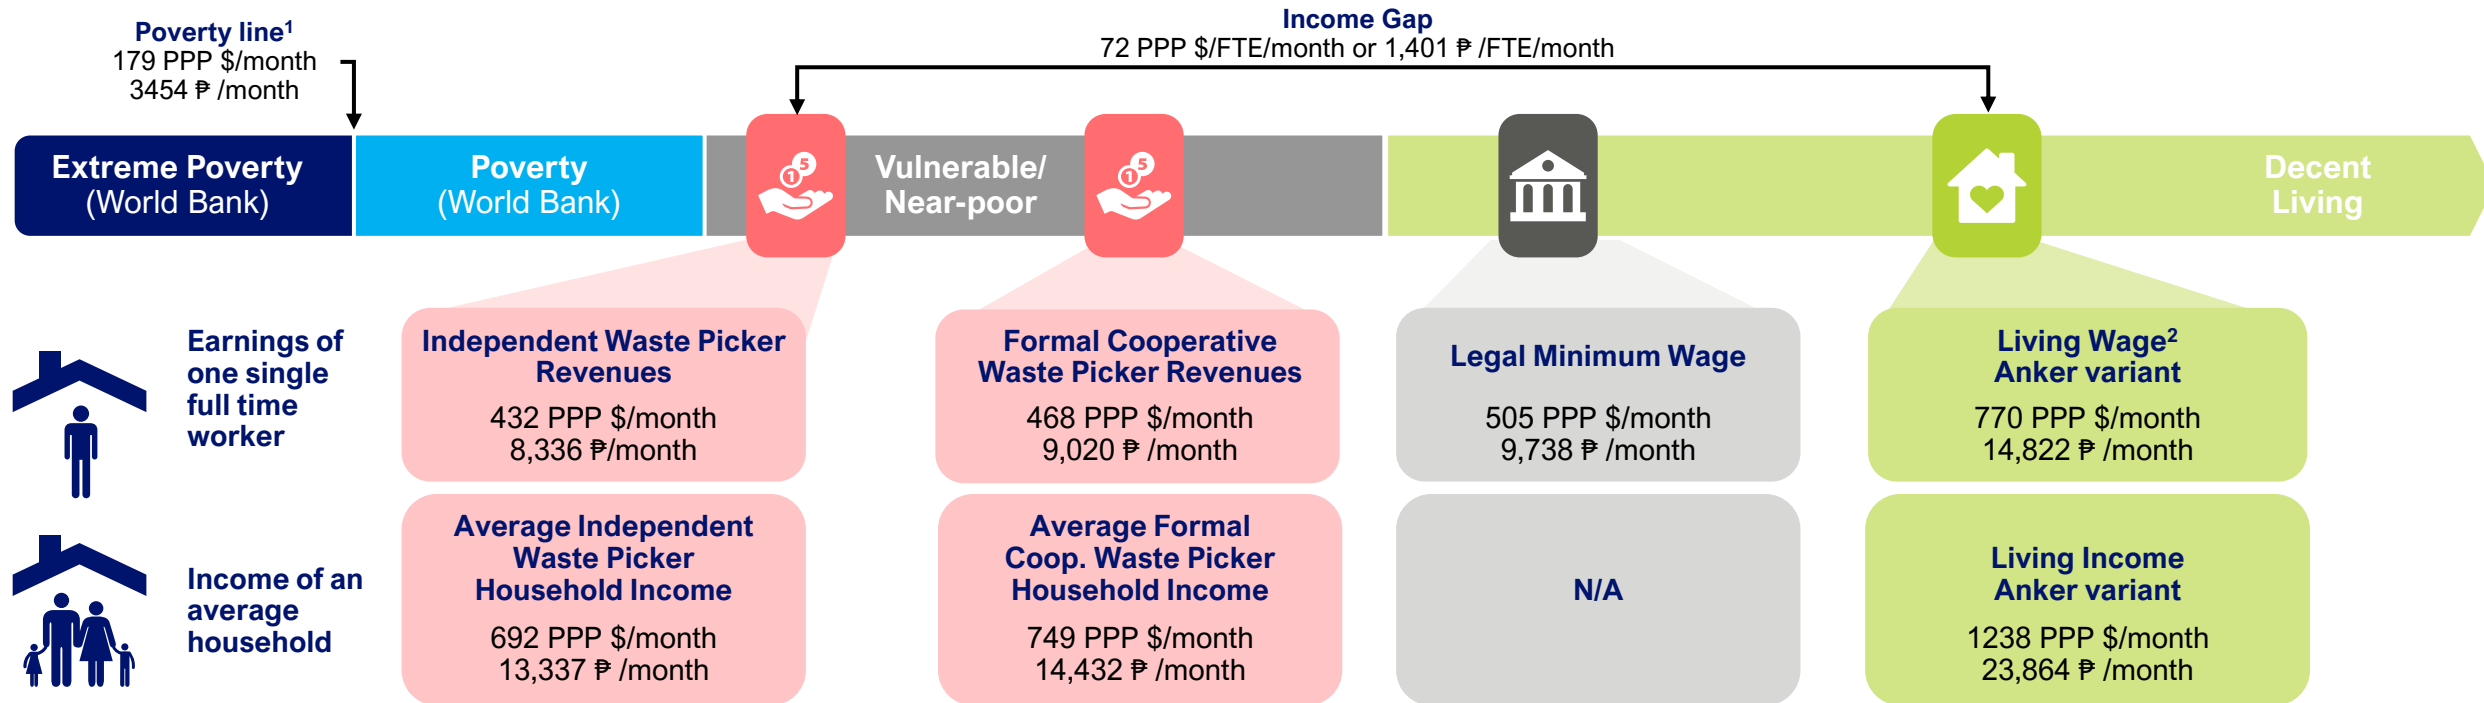 Poverty line1
179 PPP $/month
3454 ₱ /month
Income Gap
72 PPP $/FTE/month or 1,401 ₱ /FTE/month
Extreme Poverty
(World Bank)
Poverty
(World Bank)
1 5
Vulnerable/
Near-poor
1 5
Decent
Living
Earnings of
one single
full time
worker
Independent Waste Picker
Revenues
432 PPP $/month
8,336 ₱/month
Formal Cooperative
Waste Picker Revenues
468 PPP $/month
9,020 ₱ /month
Legal Minimum Wage
505 PPP $/month
9,738 ₱ /month
Living Wage2
Anker variant
770 PPP $/month
14,822 ₱ /month
Income of an
average
household
Average Independent
Waste Picker
Household Income
692 PPP $/month
13,337 ₱ /month
Average Formal
Coop. Waste Picker
Household Income
749 PPP $/month
14,432 ₱ /month
N/A
Living Income
Anker variant
1238 PPP $/month
23,864 ₱ /month